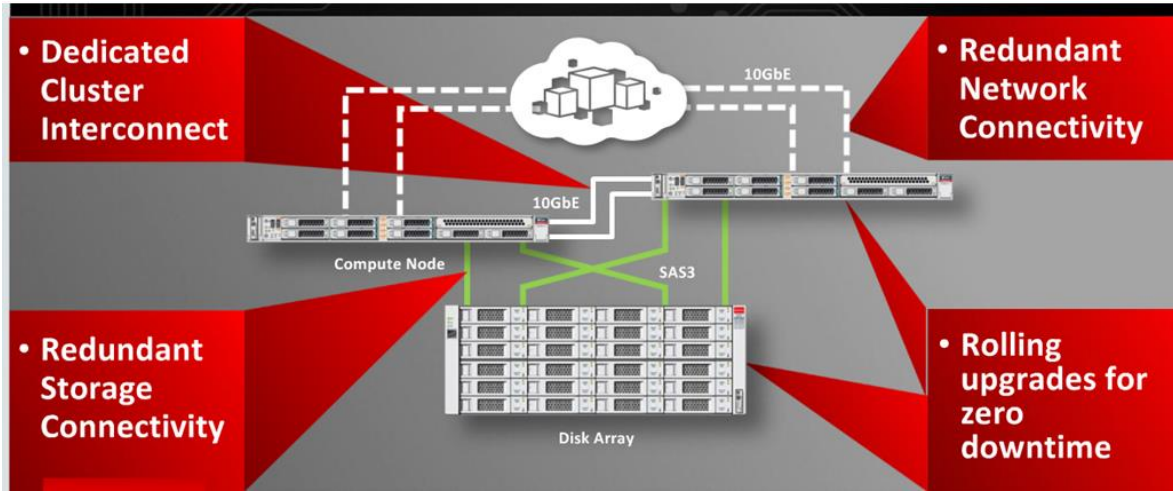 • Dedicated
Cluster
Interconnect
10GbE
• Redundant
Network
Connectivity
10GbE
Compute Node
SAS3
• Redundant
Storage
Connectivity
• Rolling
upgrades for
zero
downtime
Disk Array